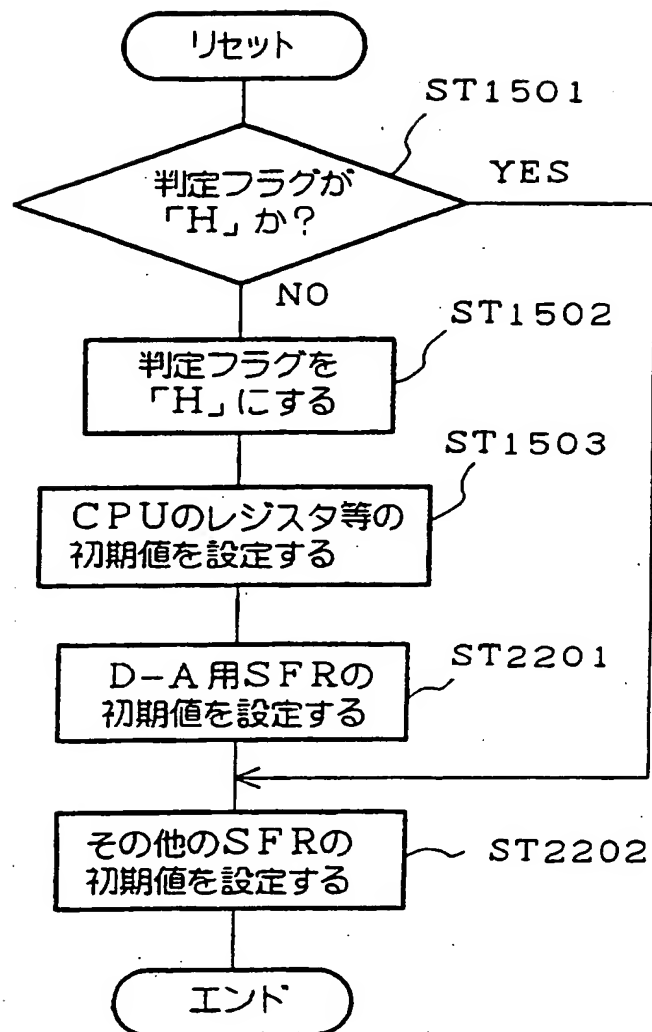 リセット
ST1501
判定フラグが
「H」か?
YES
NO
ST1502
判定フラグを
「H」にする
ST1503
CPUのレジスタ等の
初期値を設定する
ST2201
D-A用SFRの
初期値を設定する
その他のSFRの
初期値を設定する
ST2202
エンド